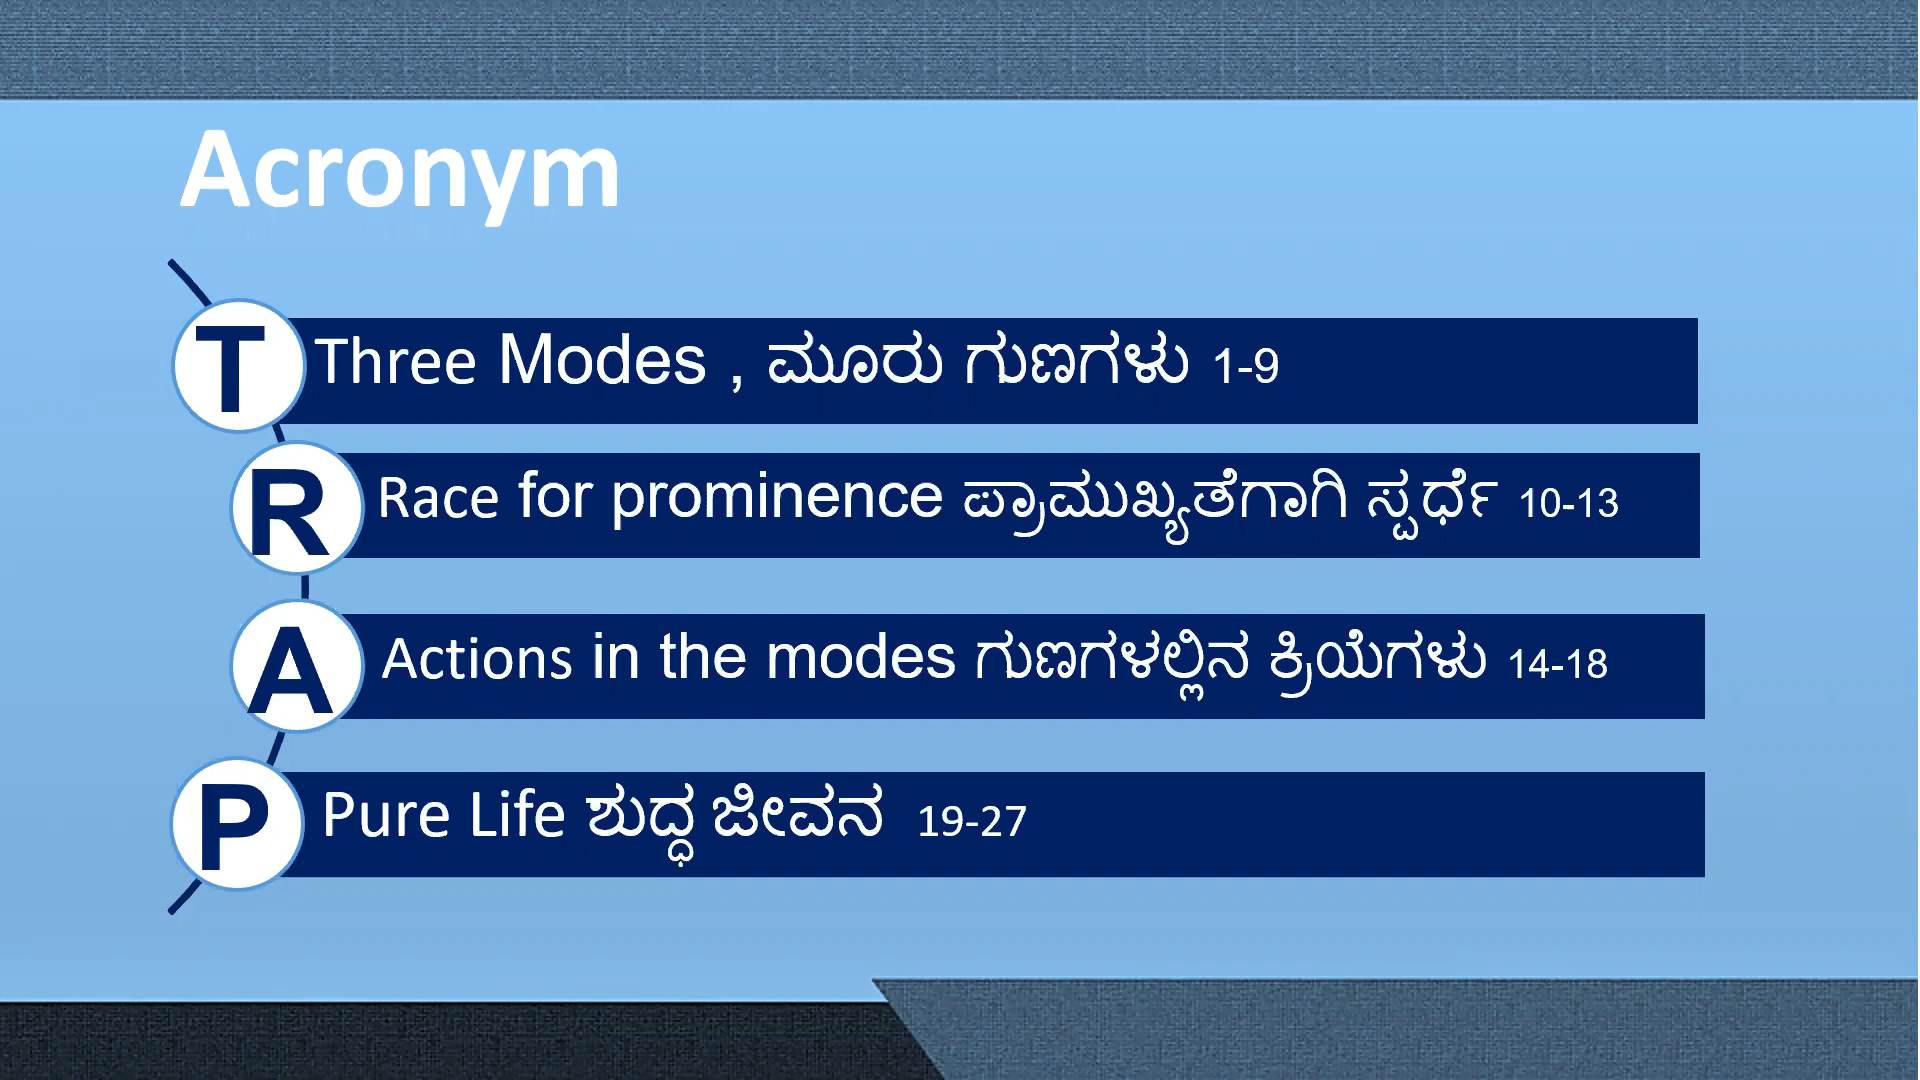 Acronym
T Three Modes , ಮೂರು ಗುಣಗಳು 1-9
R Race for prominence ಪ್ರಾಮುಖ್ಯತೆಗಾಗಿ ಸ್ಪರ್ಧೆ 10-13
A Actions in the modes ಗುಣಗಳಲ್ಲಿನ ಕ್ರಿಯೆಗಳು 14-18
P Pure Life ಶುದ್ಧ ಜೀವನ 19-27